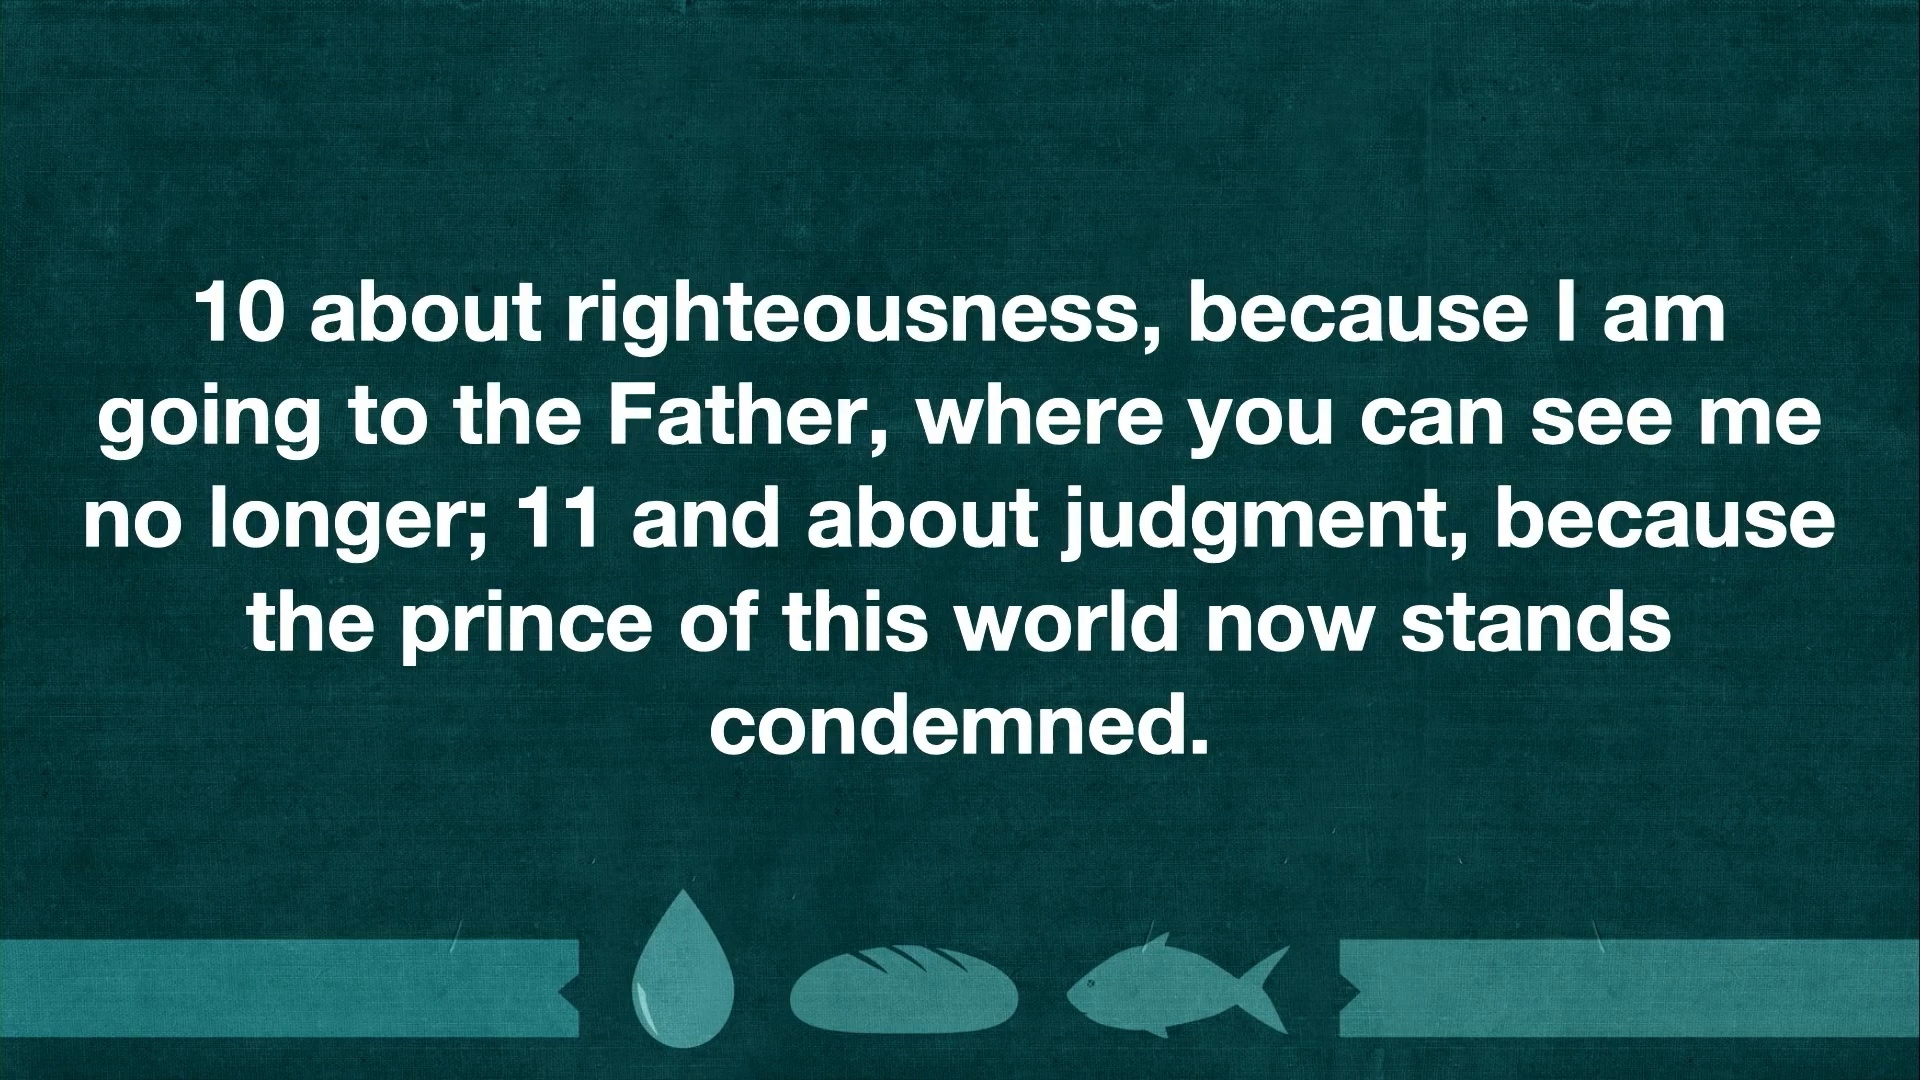 10 about righteousness, because I am
going to the Father, where you can see me
no longer; 11 and about judgment, because
the prince of this world now stands
condemned.